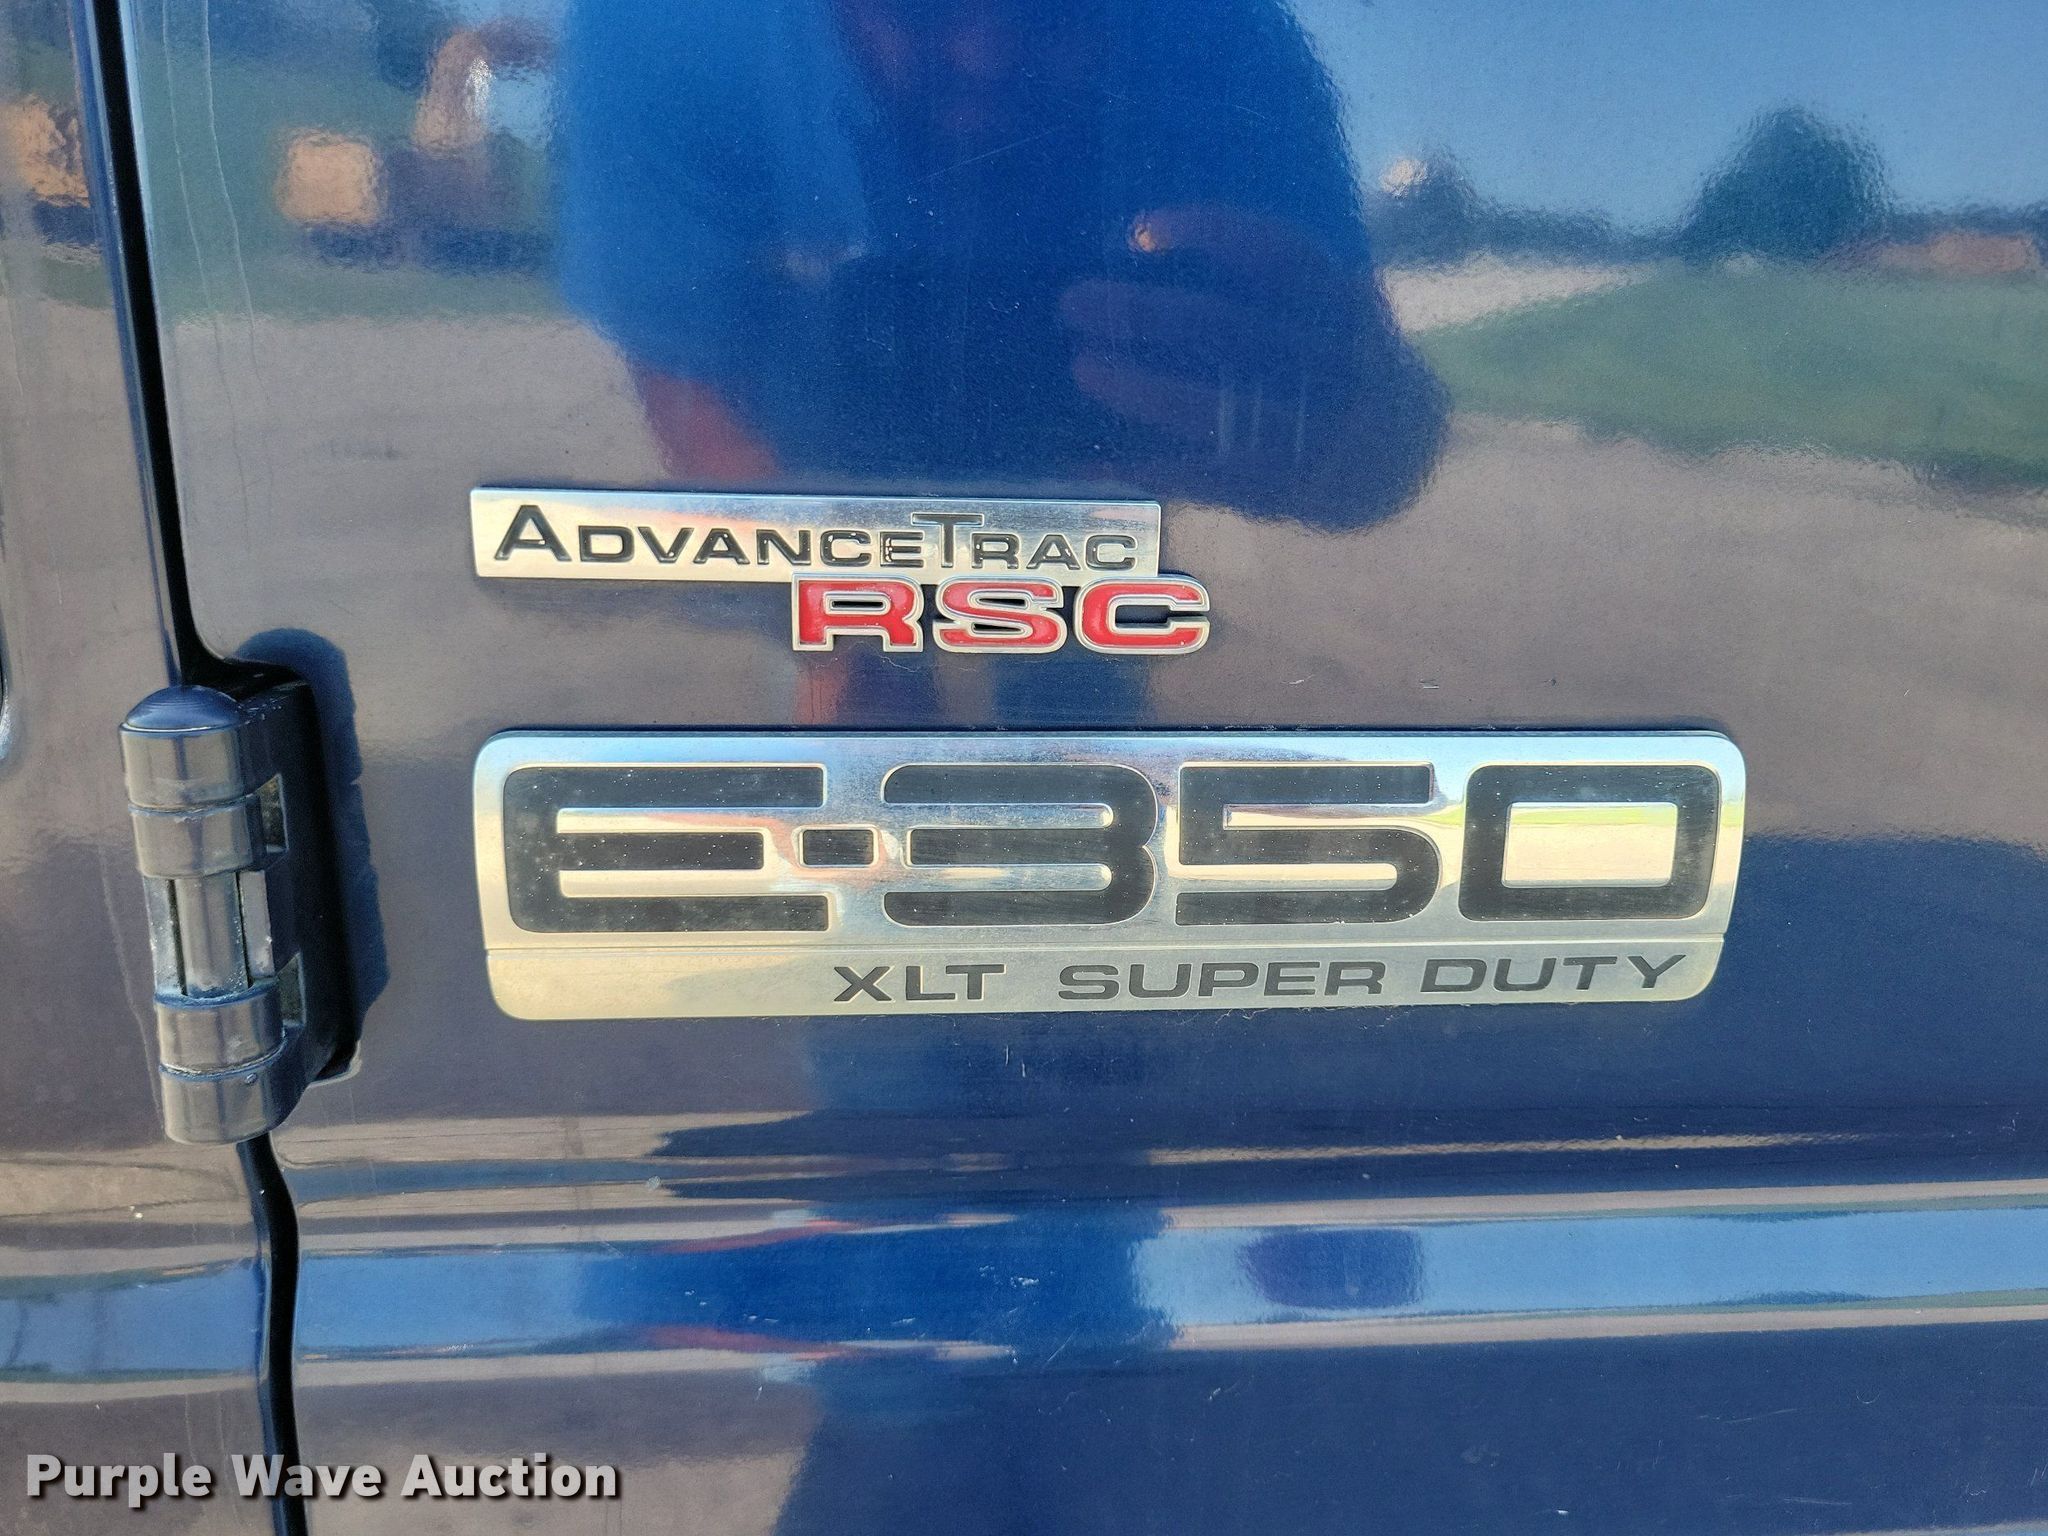 AdvanceTrac
RSC
E-350
XLT SUPER DUTY
Purple Wave Auction